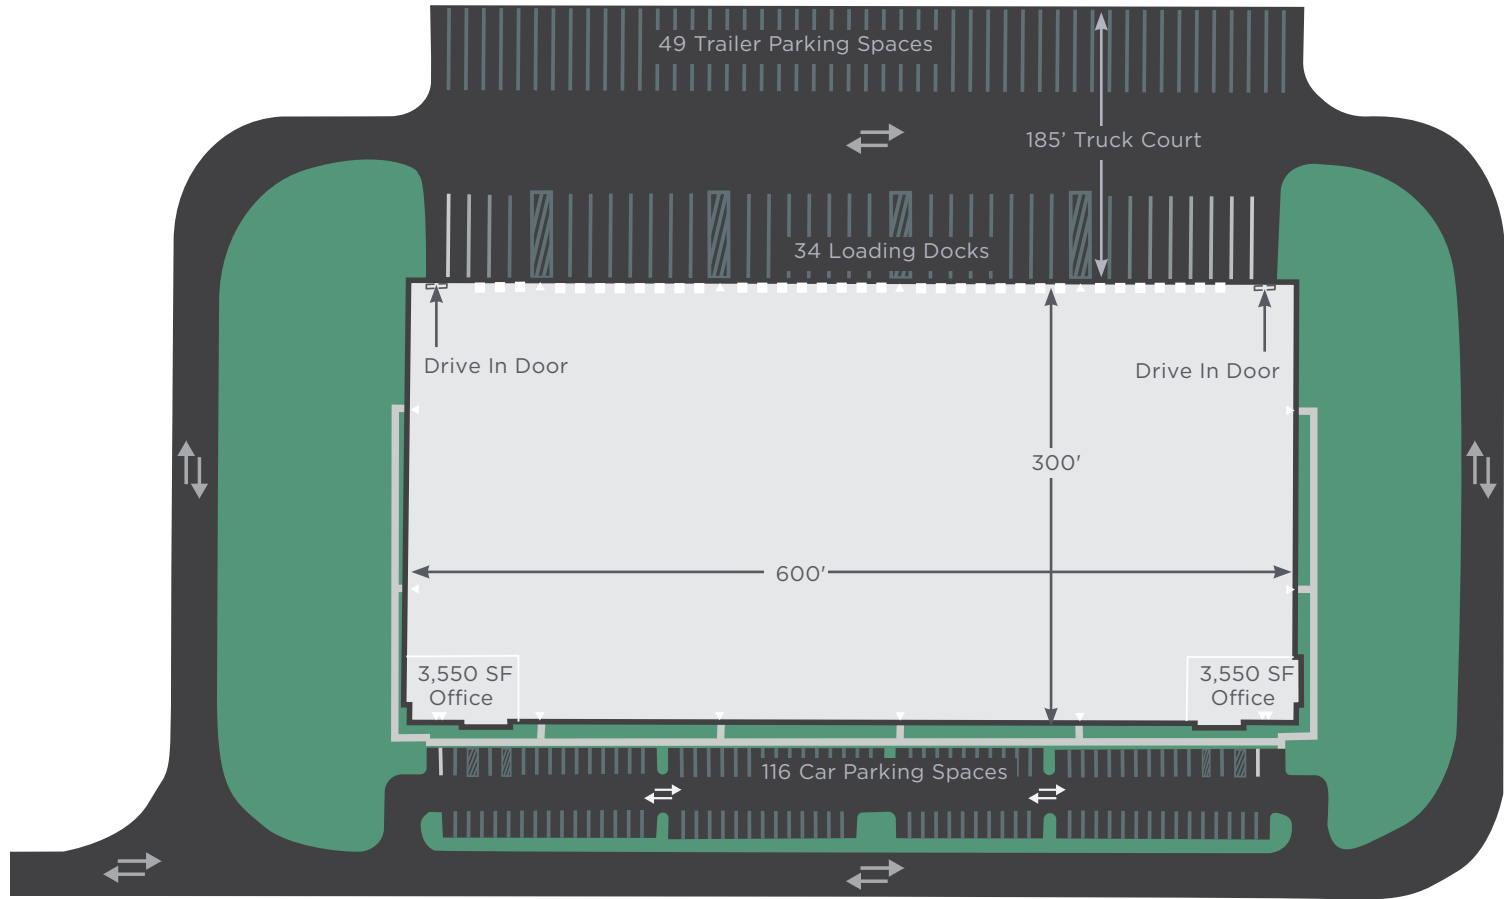 49 Trailer Parking Spaces
185’ Truck Court
34 Loading Docks
Drive In Door
Drive In Door
300'
600'
3,550 SF
Office
3,550 SF
Office
116 Car Parking Spaces